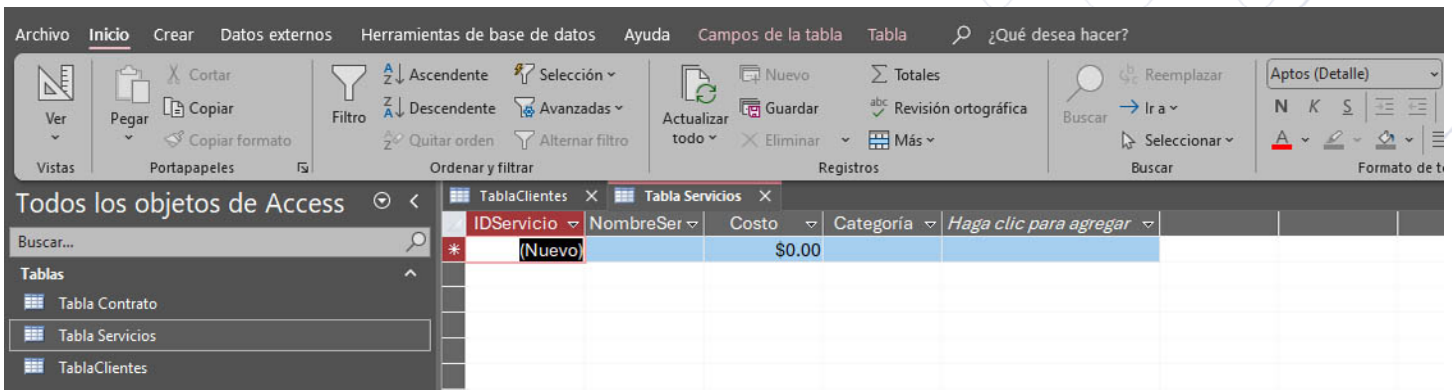 Archivo Inicio Crear Datos externos Herramientas de base de datos Ayuda Campos de la tabla Tabla ¿Qué desea hacer?
Ver
Vistas
Pegar
Cortar
Copiar
Copiar formato
Portapapeles
Filtro
Ascendente
Descendente
Quitar orden
Selección
Avanzadas
Alternar filtro
Ordenar y filtrar
Actualizar
todo
Nuevo
Guardar
Eliminar
Totales
Revisión ortográfica
Más
Registros
Buscar
Reemplazar
Ir a
Seleccionar
Buscar
Aptos (Detalle)
N K S
A
Formato de t
Todos los objetos de Access
Buscar...
Tablas
Tabla Contrato
Tabla Servicios
TablaClientes
TablaClientes Tabla Servicios
IDServicio NombreSer Costo Categoría Haga clic para agregar
(Nuevo) $0.00